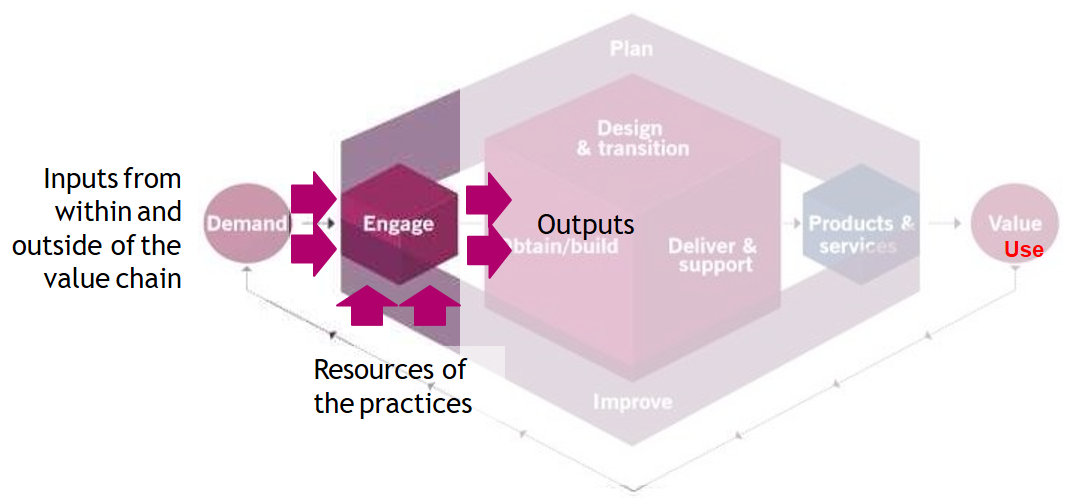 Plan
Design
& transition
Inputs from
within and
outside of the
value chain
Demand
Engage
Outputs
Obtain/build
Deliver &
support
Products &
services
Value
Use
Resources of
the practices
Improve